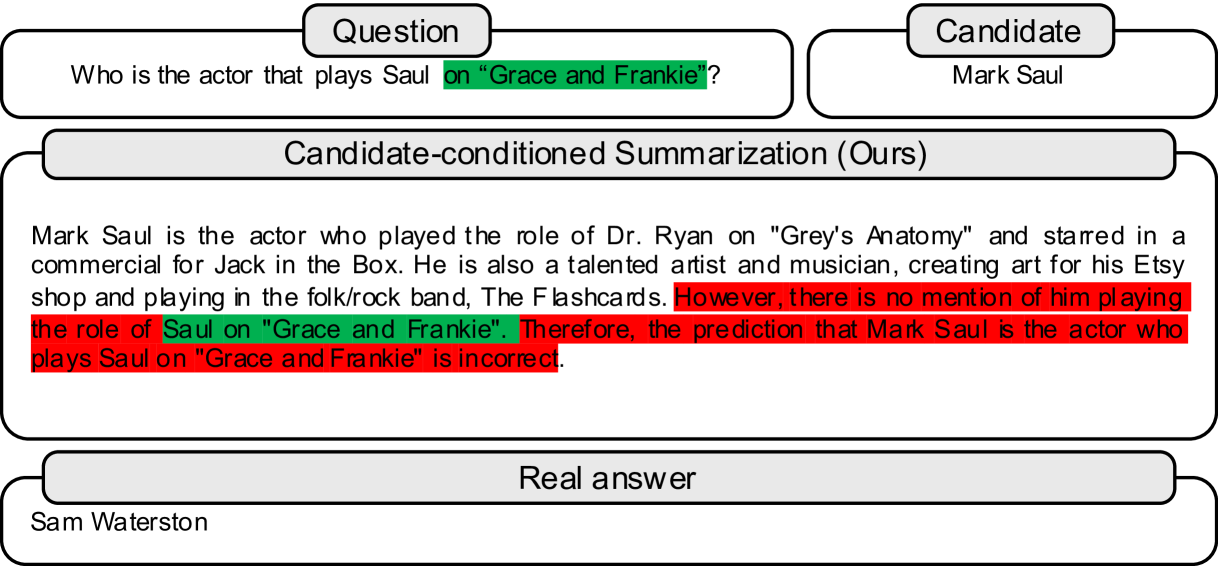 Question
Candidate
Who is the actor that plays Saul on “Grace and Frankie”?
Mark Saul
Candidate-conditioned Summarization (Ours)
Mark Saul is the actor who played the role of Dr. Ryan on "Grey's Anatomy" and starred in a
commercial for Jack in the Box. He is also a talented artist and musician, creating art for his Etsy
shop and playing in the folk/rock band, The Flashcards. However, there is no mention of him playing
the role of Saul on "Grace and Frankie". Therefore, the prediction that Mark Saul is the actor who
plays Saul on "Grace and Frankie" is incorrect.
Real answer
Sam Waterston